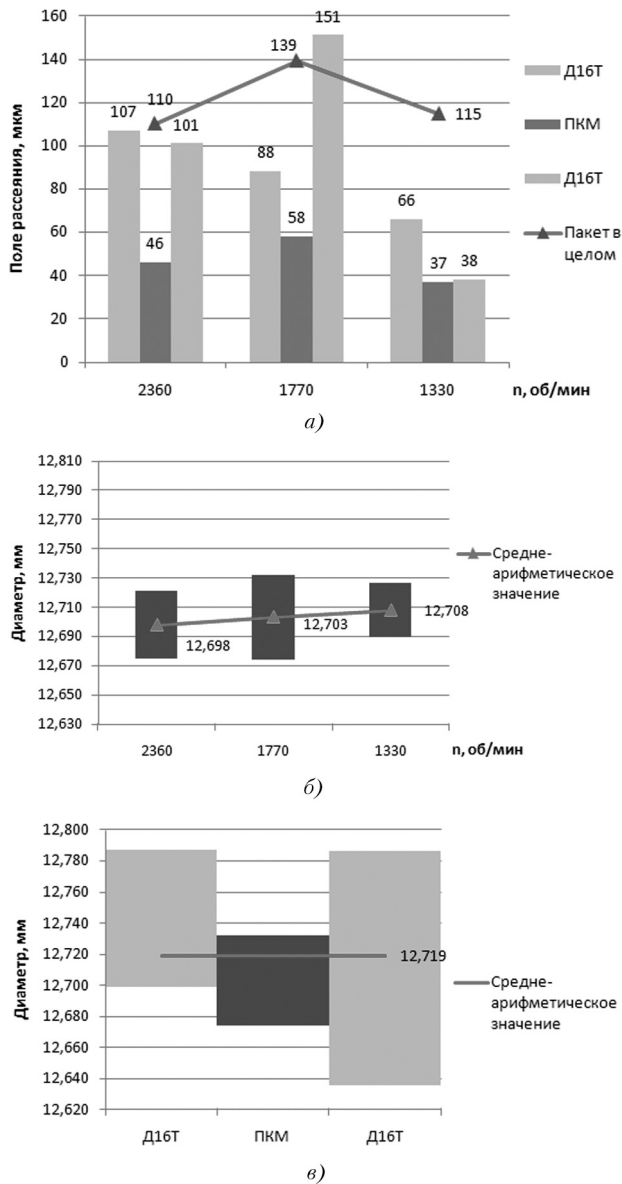 160
140
120
100
80
60
40
20
0
Поле рассеяния, мкм
107
110
101
46
139
151
88
58
115
66
37
38
2360
1770
1330
n, об/мин
Д16Т
ПКМ
Д16Т
Пакет в
целом
а)
12,810
12,790
12,770
12,750
12,730
12,710
12,690
12,670
12,650
12,630
Диаметр, мм
12,698
12,703
12,708
2360
1770
1330
n, об/мин
Средне-
арифметическое
значение
б)
12,800
12,780
12,760
12,740
12,720
12,700
12,680
12,660
12,640
12,620
Диаметр, мм
12,719
Д16Т
ПКМ
Д16Т
Средне-
арифметическое
значение
в)